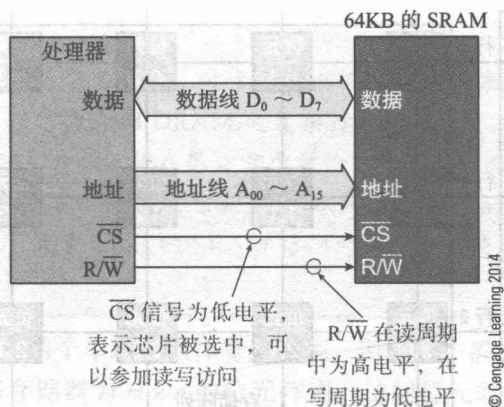 64KB 的 SRAM
处理器
数据 数据线 D₀ ~ D₇ 数据
地址 地址线 A₀₀ ~ A₁₅ 地址
C̅S̅ C̅S̅
R/W̅ R/W̅
C̅S̅ 信号为低电平，
表示芯片被选中，可
以参加读写访问
R/W̅ 在读周期
中为高电平，在
写周期为低电平
© Cengage Learning 2014